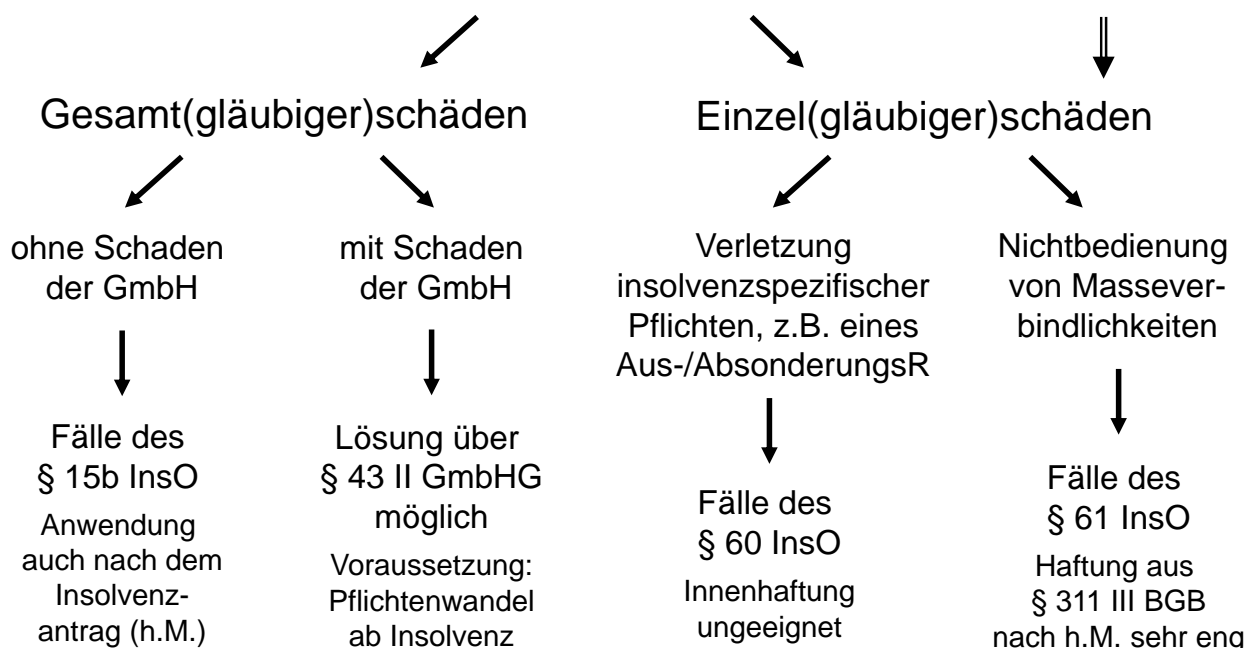 Gesamt(gläubiger)schäden
Einzel(gläubiger)schäden
ohne Schaden
der GmbH
mit Schaden
der GmbH
Verletzung
insolvenzspezifischer
Pflichten, z.B. eines
Aus-/AbsonderungsR
Nichtbedienung
von Massever-
bindlichkeiten
Fälle des
§ 15b InsO
Anwendung
auch nach dem
Insolvenz-
antrag (h.M.)
Lösung über
§ 43 II GmbHG
möglich
Voraussetzung:
Pflichtenwandel
ab Insolvenz
Fälle des
§ 60 InsO
Innenhaftung
ungeeignet
Fälle des
§ 61 InsO
Haftung aus
§ 311 III BGB
nach h.M. sehr eng